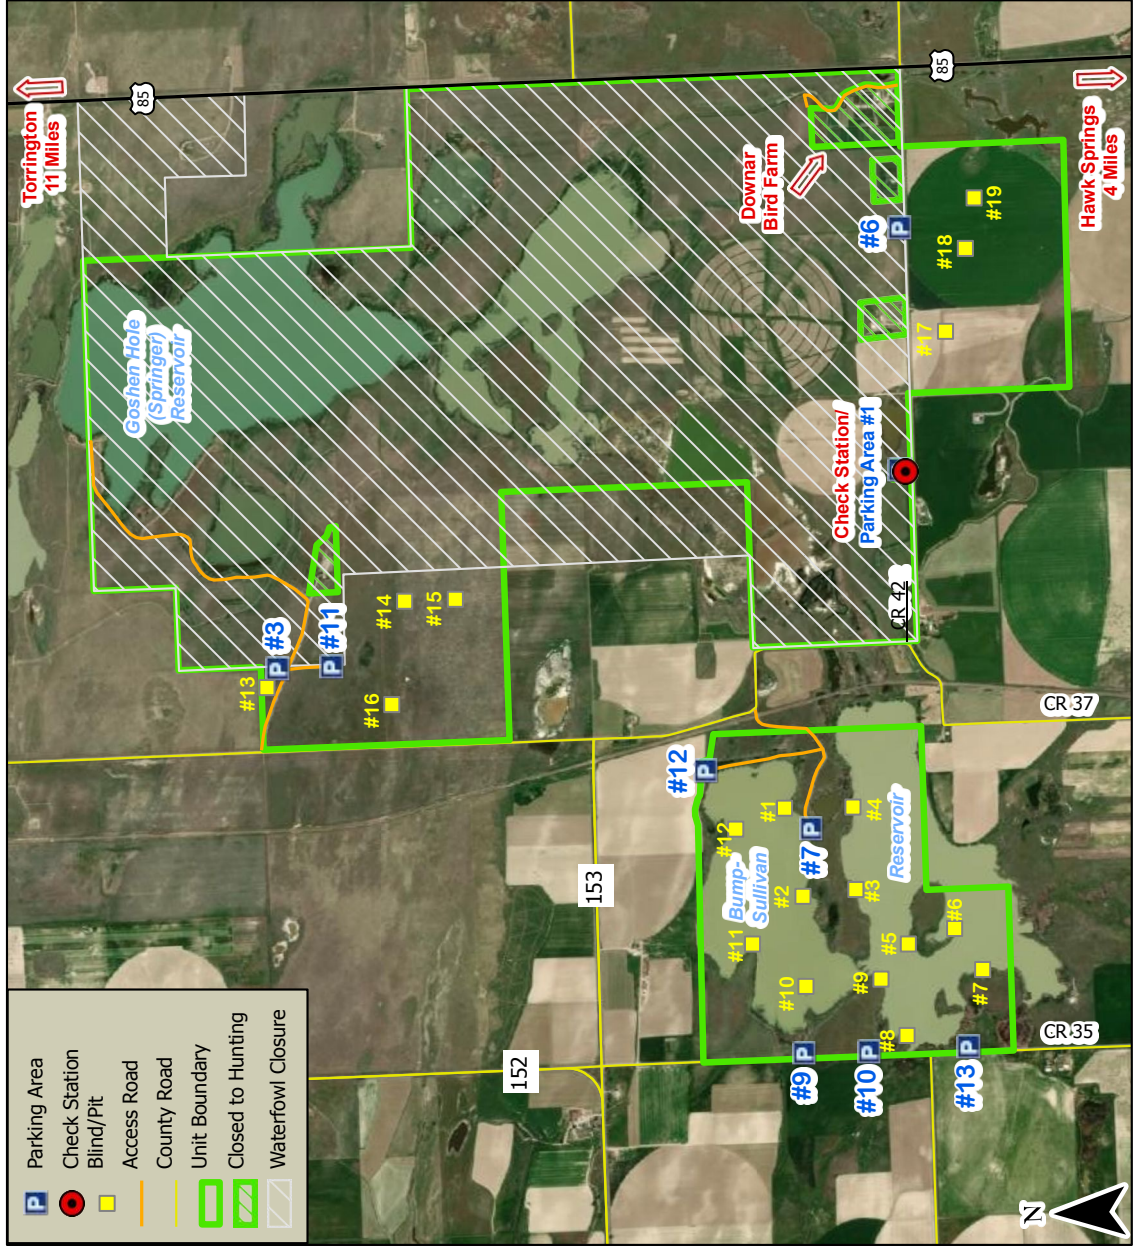 Parking Area
Check Station
Blind/Pit
Access Road
County Road
Unit Boundary
Closed to Hunting
Waterfowl Closure
N
Torrington
11 Miles
85
85
Hawk Springs
4 Miles
Goshen Hole
(Springer)
Reservoir
Downar
Bird Farm
#6
#19
#18
#17
Check Station/
Parking Area #1
CR 42
#3
#11
#13
#14
#15
#16
CR 37
153
152
#12
#12
#1
#7
#4
Bump-
Sullivan
Reservoir
#2
#3
#11
#5
#6
#10
#9
#7
#8
#9
#10
#13
CR 35